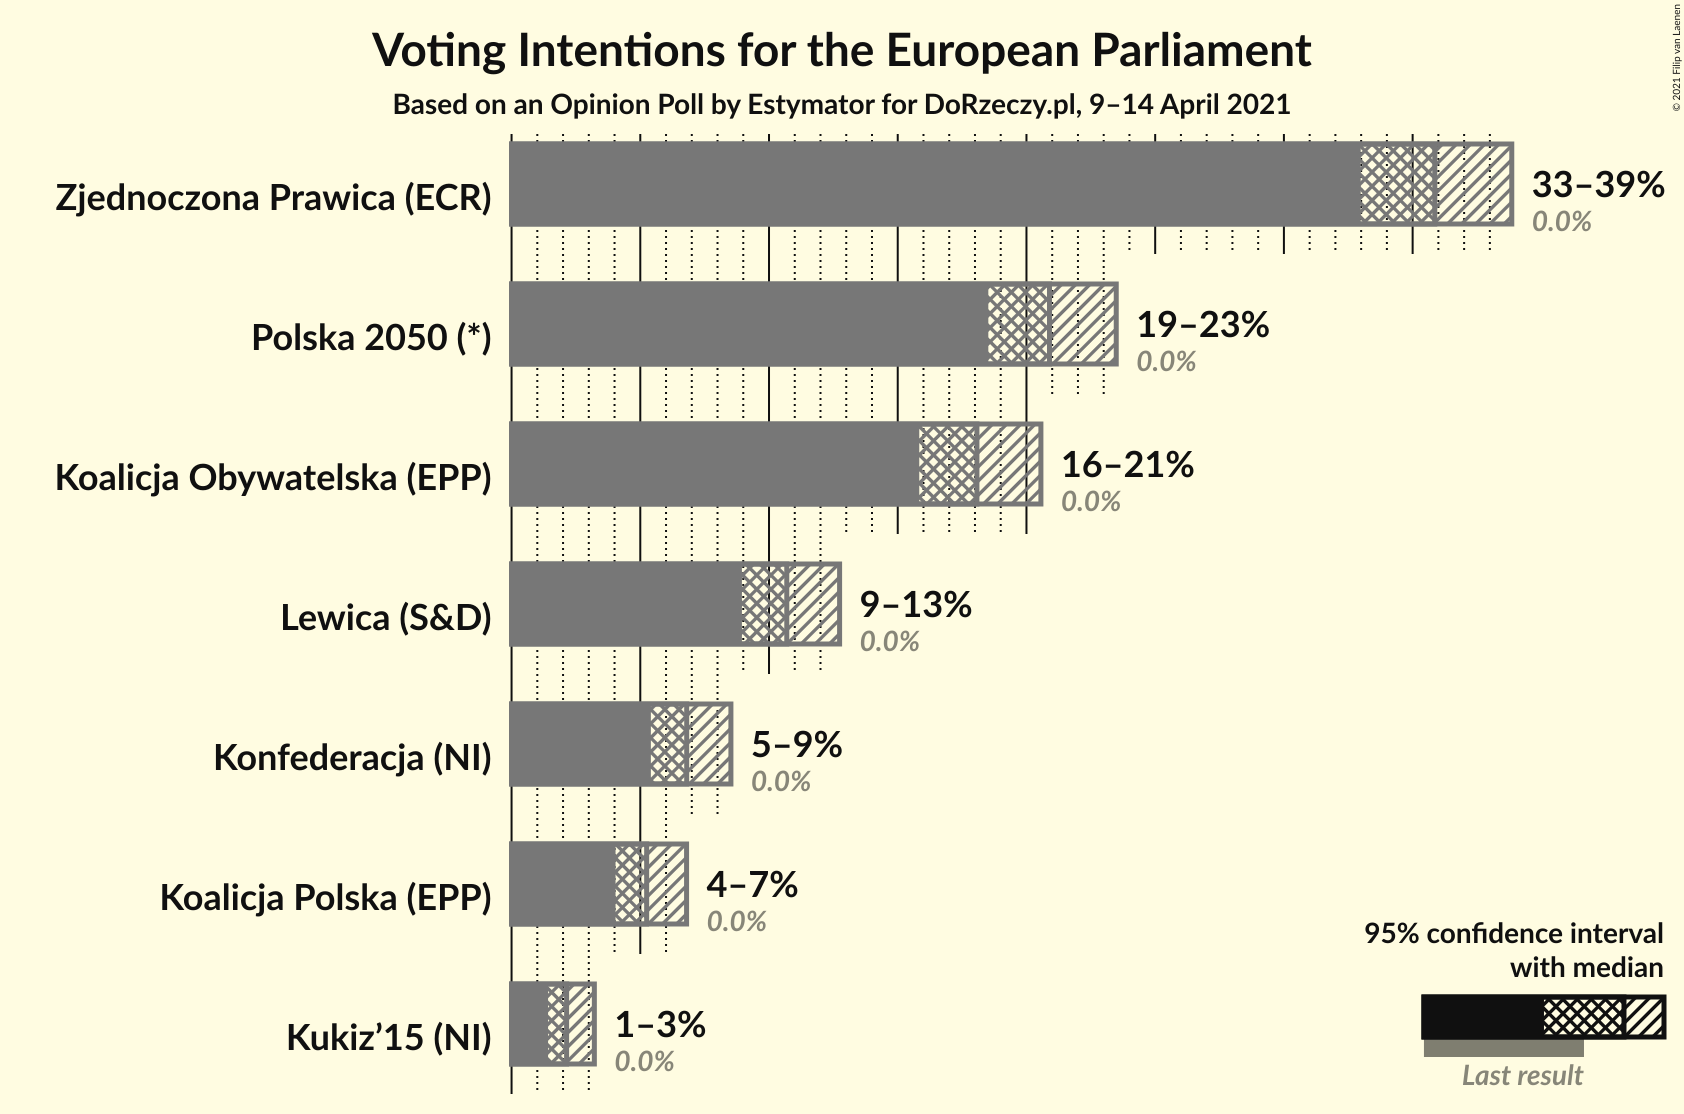 Voting Intentions for the European Parliament
Based on an Opinion Poll by Estymator for DoRzeczy.pl, 9–14 April 2021
© 2021 Filip van Laenen
Zjednoczona Prawica (ECR)
33–39%
0.0%
Polska 2050 (*)
19–23%
0.0%
Koalicja Obywatelska (EPP)
16–21%
0.0%
Lewica (S&D)
9–13%
0.0%
Konfederacja (NI)
5–9%
0.0%
Koalicja Polska (EPP)
4–7%
0.0%
Kukiz’15 (NI)
1–3%
0.0%
95% confidence interval
with median
Last result